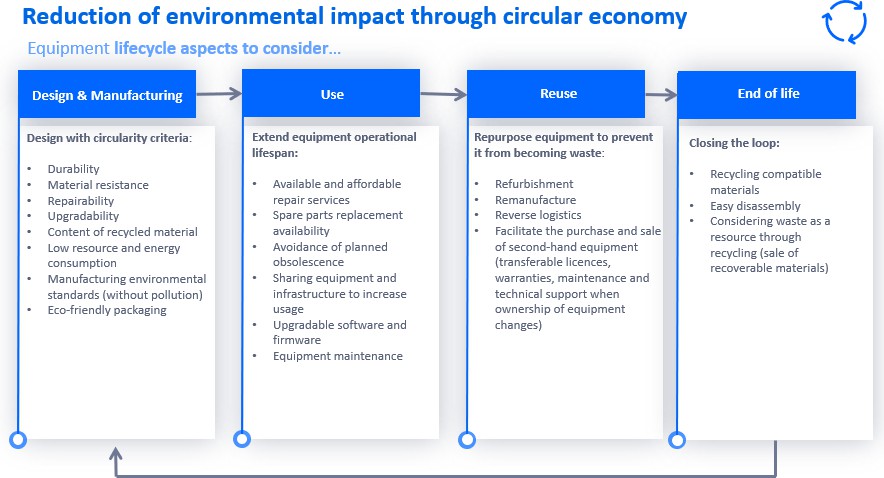 Reduction of environmental impact through circular economy
Equipment lifecycle aspects to consider...
Design & Manufacturing
Design with circularity criteria:
• Durability
• Material resistance
• Repairability
• Upgradability
• Content of recycled material
• Low resource and energy
consumption
• Manufacturing environmental
standards (without pollution)
• Eco-friendly packaging
Use
Extend equipment operational
lifespan:
• Available and affordable
repair services
• Spare parts replacement
availability
• Avoidance of planned
obsolescence
• Sharing equipment and
infrastructure to increase
usage
• Upgradable software and
firmware
• Equipment maintenance
Reuse
Repurpose equipment to prevent
it from becoming waste:
• Refurbishment
• Remanufacture
• Reverse logistics
• Facilitate the purchase and sale
of second-hand equipment
(transferable licences,
warranties, maintenance and
technical support when
ownership of equipment
changes)
End of life
Closing the loop:
• Recycling compatible
materials
• Easy disassembly
• Considering waste as a
resource through
recycling (sale of
recoverable materials)